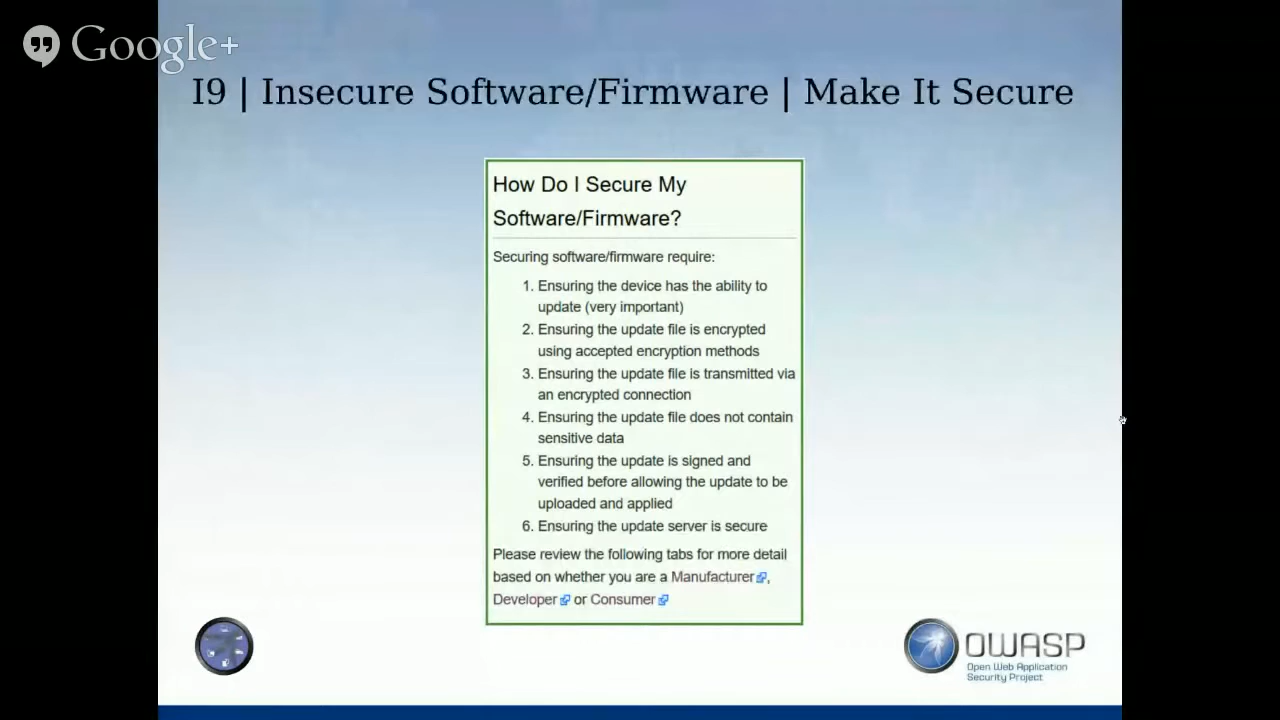 Google+
I9 | Insecure Software/Firmware | Make It Secure
How Do I Secure My
Software/Firmware?
Securing software/firmware require:
1. Ensuring the device has the ability to
update (very important)
2. Ensuring the update file is encrypted
using accepted encryption methods
3. Ensuring the update file is transmitted via
an encrypted connection
4. Ensuring the update file does not contain
sensitive data
5. Ensuring the update is signed and
verified before allowing the update to be
uploaded and applied
6. Ensuring the update server is secure
Please review the following tabs for more detail
based on whether you are a Manufacturer,
Developer or Consumer
OWASP
Open Web Application
Security Project